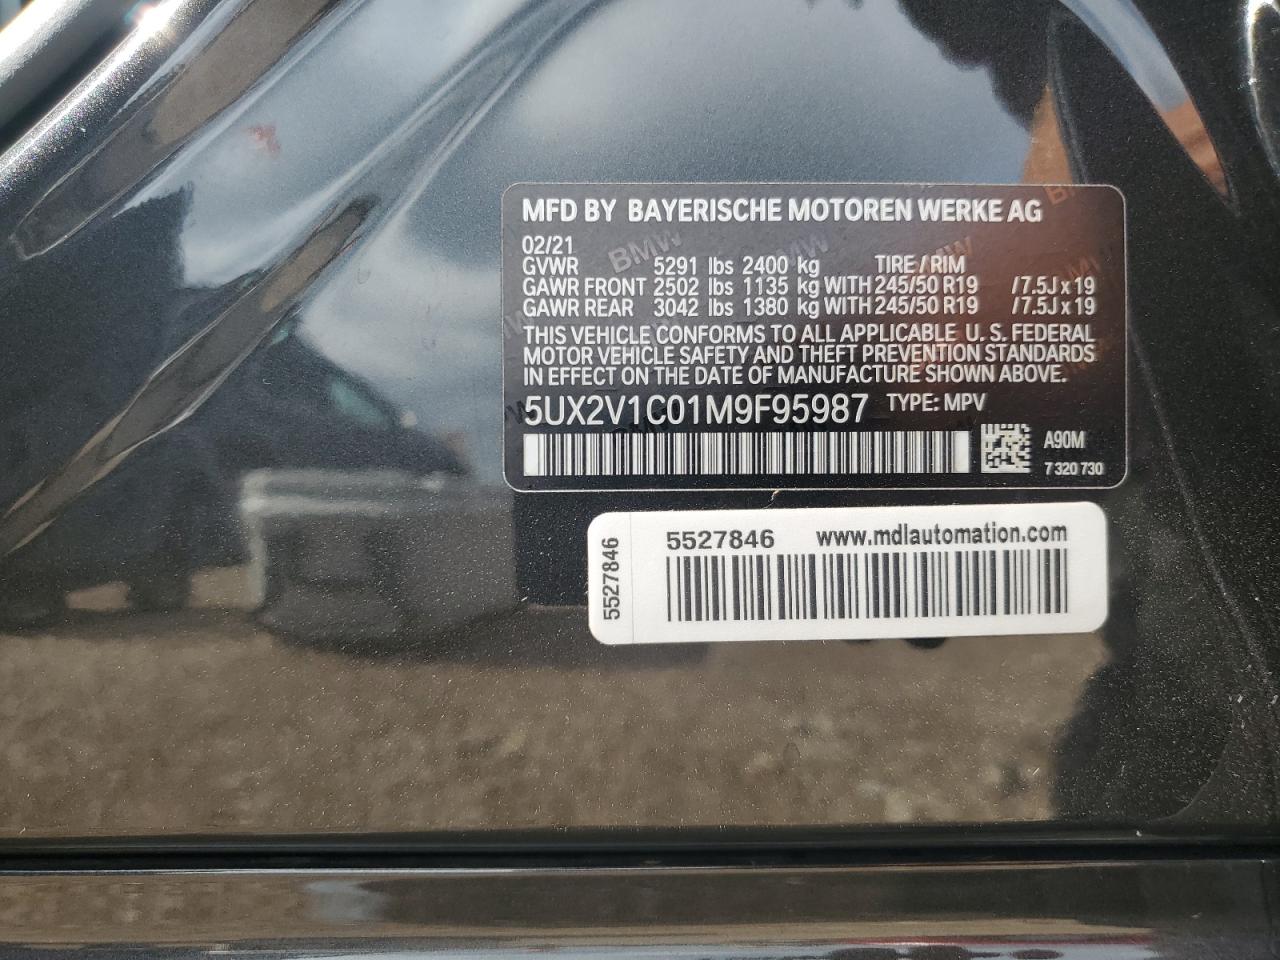 MFD BY BAYERISCHE MOTOREN WERKE AG
02/21
GVWR 5291 lbs 2400 kg TIRE / RIM
GAWR FRONT 2502 lbs 1135 kg WITH 245/50 R19 /7.5J x 19
GAWR REAR 3042 lbs 1380 kg WITH 245/50 R19 /7.5J x 19
THIS VEHICLE CONFORMS TO ALL APPLICABLE U. S. FEDERAL
MOTOR VEHICLE SAFETY AND THEFT PREVENTION STANDARDS
IN EFFECT ON THE DATE OF MANUFACTURE SHOWN ABOVE.
5UX2V1C01M9F95987 TYPE: MPV
A90M
7 320 730
5527846 www.mdlautomation.com
5527846